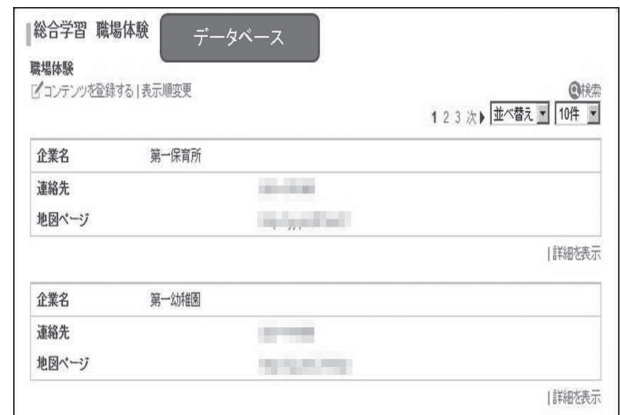 総合学習 職場体験
データベース
職場体験
コンテンツを登録する | 表示順変更
検索
1 2 3 次 並べ替え 10件
企業名 第一保育所
連絡先
地図ページ
| 詳細を表示
企業名 第一幼稚園
連絡先
地図ページ
| 詳細を表示